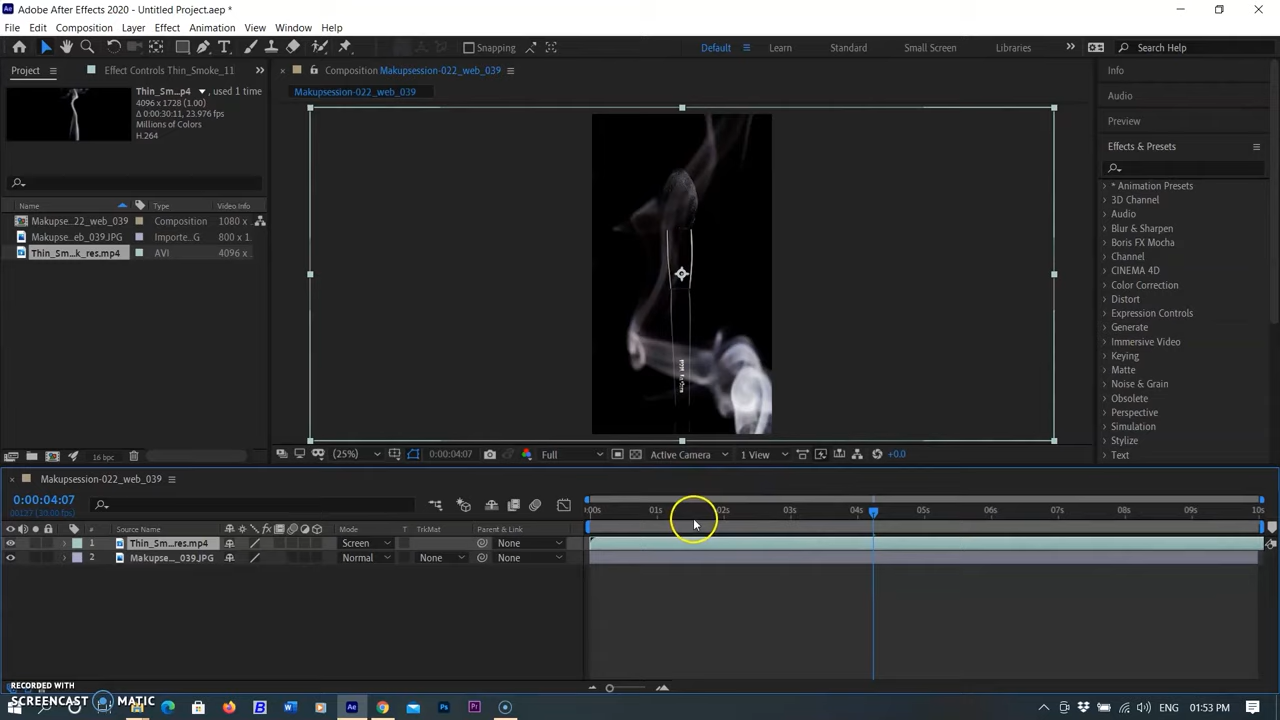 Adobe After Effects 2020 - Untitled Project.aep *
File Edit Composition Layer Effect Animation View Window Help
Snapping
Default Learn Standard Small Screen Libraries Search Help
Project Effect Controls Thin_Smoke_11
Composition Makupsession-022_web_039
Info
Makupsession-022_web_039
Thin_Sm...p4 , used 1 time
4096 x 1728 (1.00)
Δ 0:00:30:11, 23.976 fps
Millions of Colors
H.264
Audio
Preview
Effects & Presets
* Animation Presets
3D Channel
Audio
Blur & Sharpen
Boris FX Mocha
Channel
CINEMA 4D
Color Correction
Distort
Expression Controls
Generate
Immersive Video
Keying
Matte
Noise & Grain
Obsolete
Perspective
Simulation
Stylize
Text
Name Type Video Info
Makupse...22_web_039 Composition 1080 x
Makupse...eb_039.JPG Importe...G 800 x 1
Thin_Sm...k_res.mp4 AVI 4096 x
16 bpc
(25%) 0:00:04:07 Full Active Camera 1 View +0.0
Makupsession-022_web_039
0:00:04:07
00127 (30.00 fps)
:00s 01s 02s 03s 04s 05s 06s 07s 08s 09s 10s
# Source Name Mode T TrkMat Parent & Link
1 Thin_Sm...res.mp4 Screen None
2 Makupse..._039.JPG Normal None None
RECORDED WITH
SCREENCAST MATIC
ENG 01:53 PM